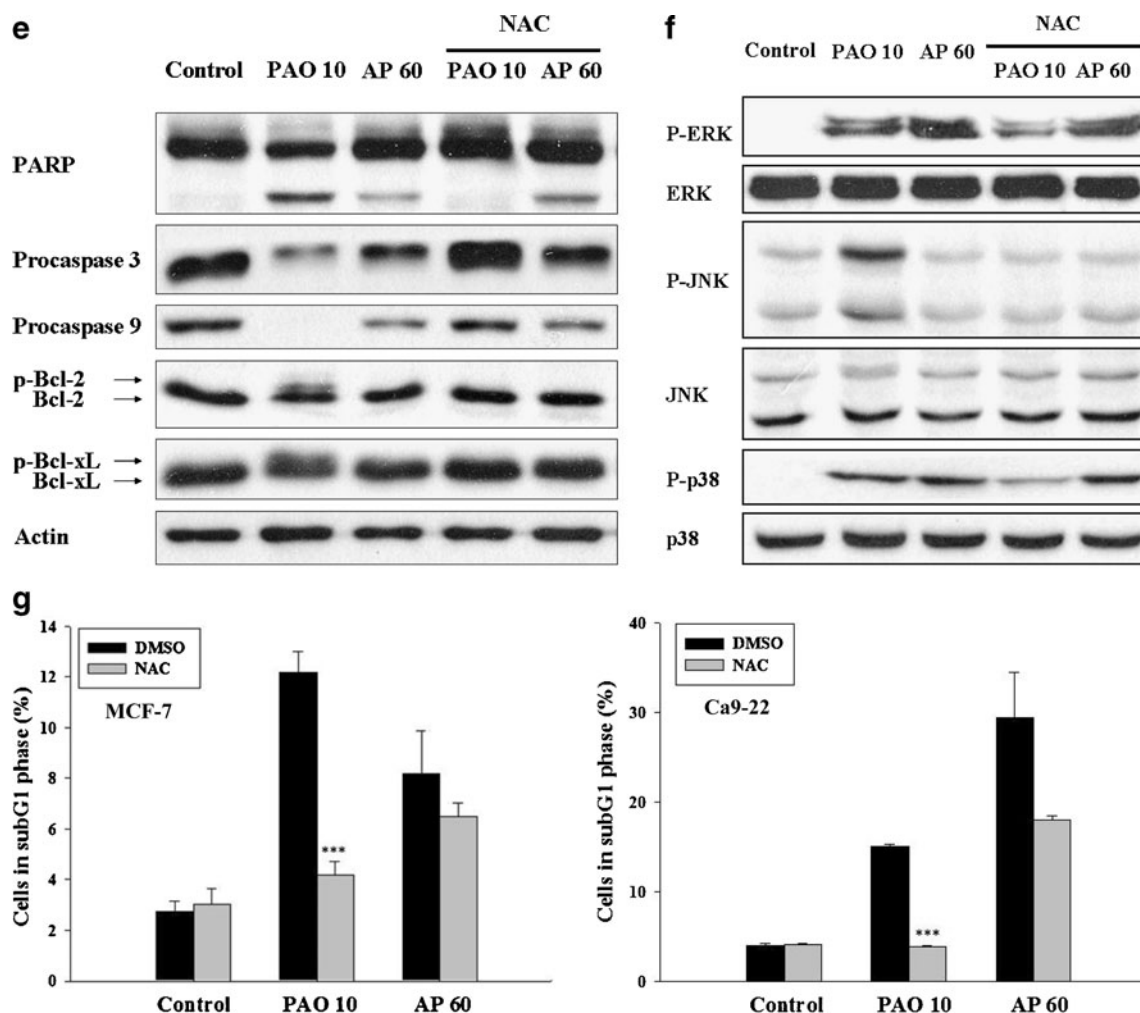 e
NAC
Control PAO 10 AP 60 PAO 10 AP 60
PARP
Procaspase 3
Procaspase 9
p-Bcl-2
Bcl-2
p-Bcl-xL
Bcl-xL
Actin
f
NAC
Control PAO 10 AP 60 PAO 10 AP 60
P-ERK
ERK
P-JNK
JNK
P-p38
p38
g
Cells in subG1 phase (%)
14
12
10
8
6
4
2
0
DMSO
NAC
MCF-7
***
Control PAO 10 AP 60
Cells in subG1 phase (%)
40
30
20
10
0
DMSO
NAC
Ca9-22
***
Control PAO 10 AP 60